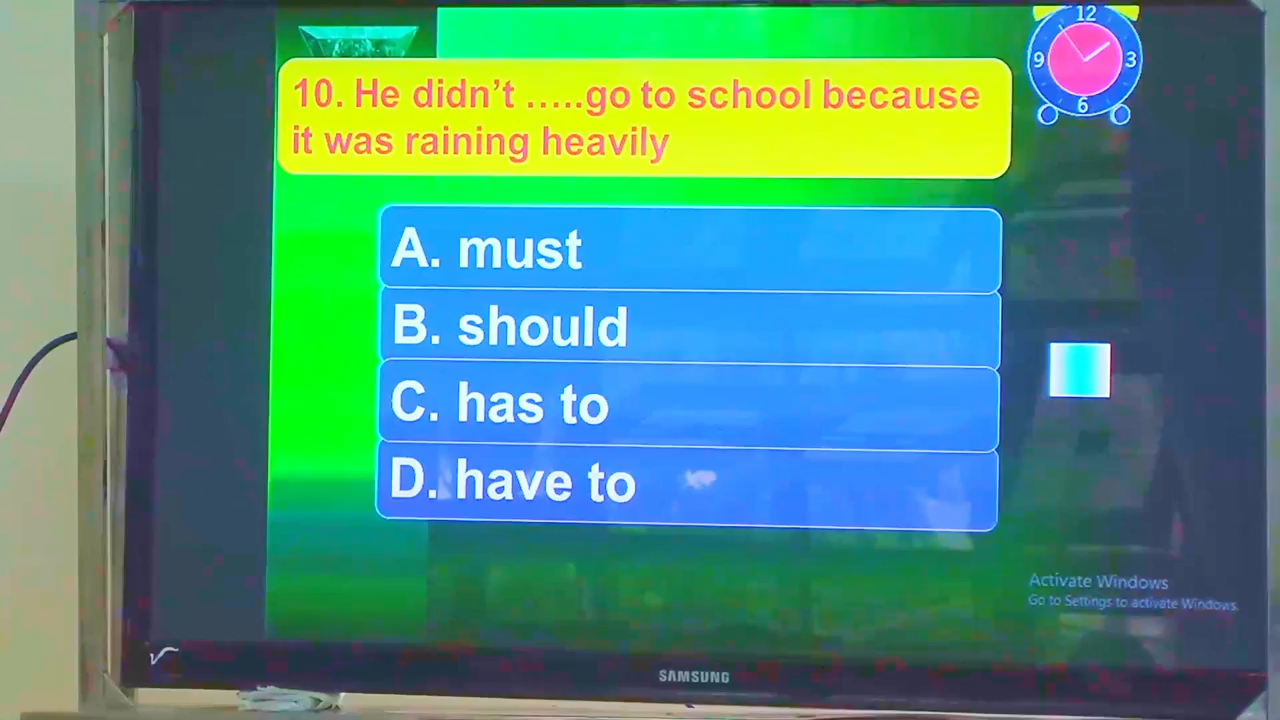 12
9 3
6
10. He didn't .....go to school because
it was raining heavily
A. must
B. should
C. has to
D. have to
Activate Windows
Go to Settings to activate Windows.
SAMSUNG